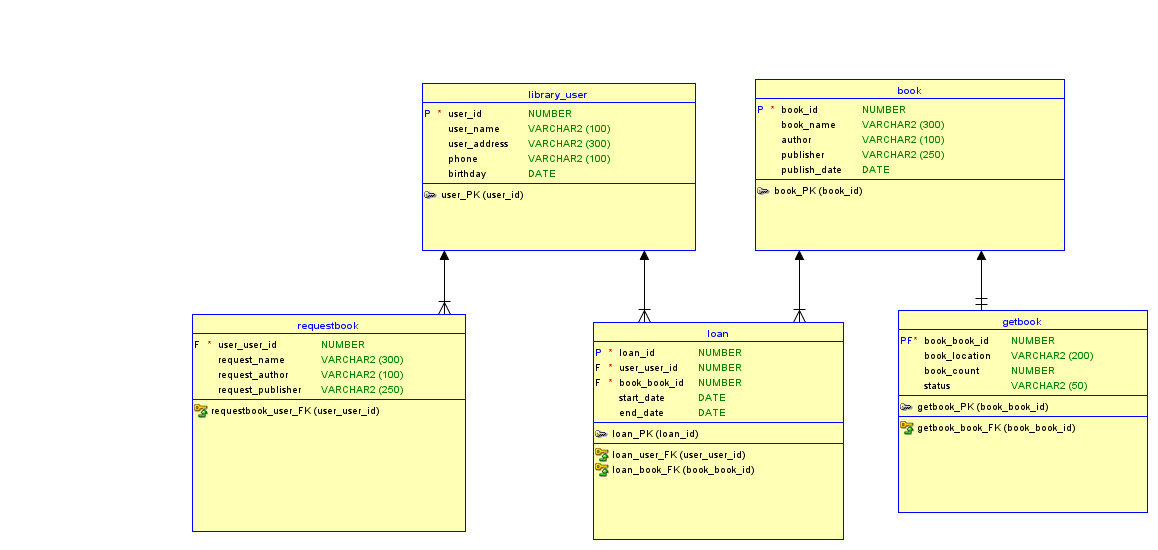 library_user
P * user_id NUMBER
user_name VARCHAR2 (100)
user_address VARCHAR2 (300)
phone VARCHAR2 (100)
birthday DATE
user_PK (user_id)
book
P * book_id NUMBER
book_name VARCHAR2 (300)
author VARCHAR2 (100)
publisher VARCHAR2 (250)
publish_date DATE
book_PK (book_id)
requestbook
F * user_user_id NUMBER
request_name VARCHAR2 (300)
request_author VARCHAR2 (100)
request_publisher VARCHAR2 (250)
requestbook_user_FK (user_user_id)
loan
P * loan_id NUMBER
F * user_user_id NUMBER
F * book_book_id NUMBER
start_date DATE
end_date DATE
loan_PK (loan_id)
loan_user_FK (user_user_id)
loan_book_FK (book_book_id)
getbook
PF* book_book_id NUMBER
book_location VARCHAR2 (200)
book_count NUMBER
status VARCHAR2 (50)
getbook_PK (book_book_id)
getbook_book_FK (book_book_id)